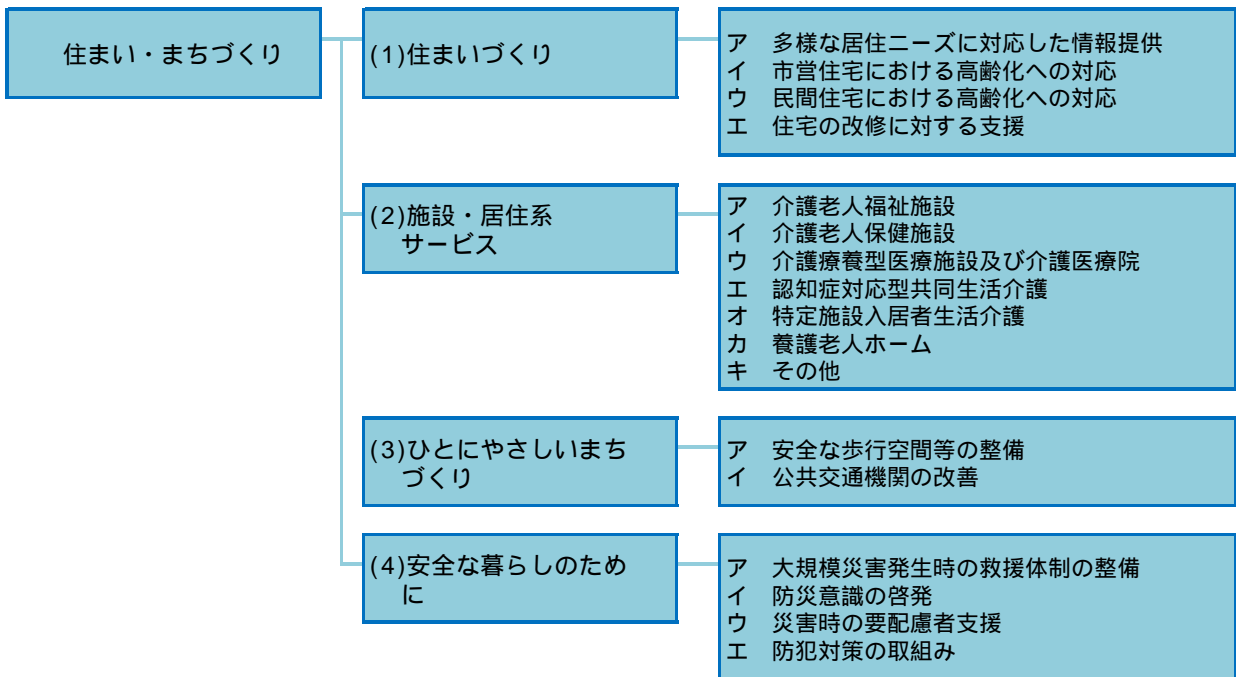 住まい・まちづくり
(1)住まいづくり
ア 多様な居住ニーズに対応した情報提供
イ 市営住宅における高齢化への対応
ウ 民間住宅における高齢化への対応
エ 住宅の改修に対する支援
(2)施設・居住系
サービス
ア 介護老人福祉施設
イ 介護老人保健施設
ウ 介護療養型医療施設及び介護医療院
エ 認知症対応型共同生活介護
オ 特定施設入居者生活介護
カ 養護老人ホーム
キ その他
(3)ひとにやさしいまち
づくり
ア 安全な歩行空間等の整備
イ 公共交通機関の改善
(4)安全な暮らしのため
に
ア 大規模災害発生時の救援体制の整備
イ 防災意識の啓発
ウ 災害時の要配慮者支援
エ 防犯対策の取組み